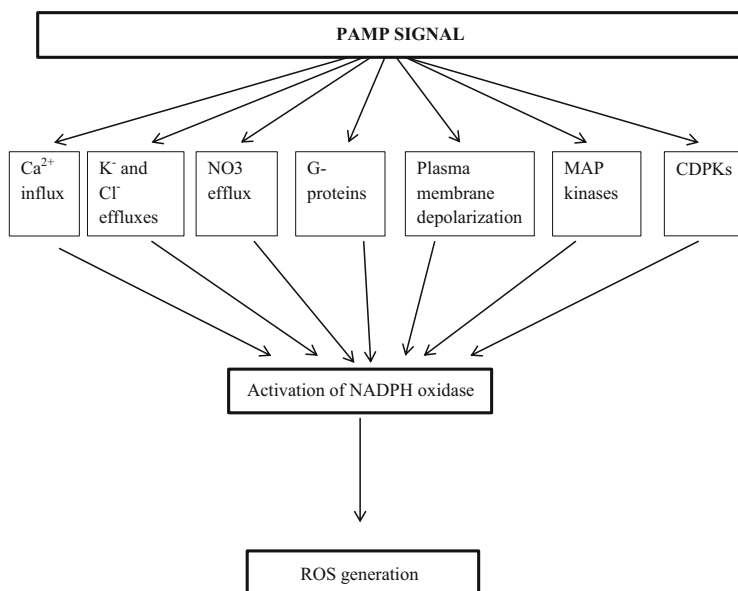 PAMP SIGNAL
Ca²⁺
influx
K⁻ and
Cl⁻
effluxes
NO3
efflux
G-
proteins
Plasma
membrane
depolarization
MAP
kinases
CDPKs
Activation of NADPH oxidase
ROS generation